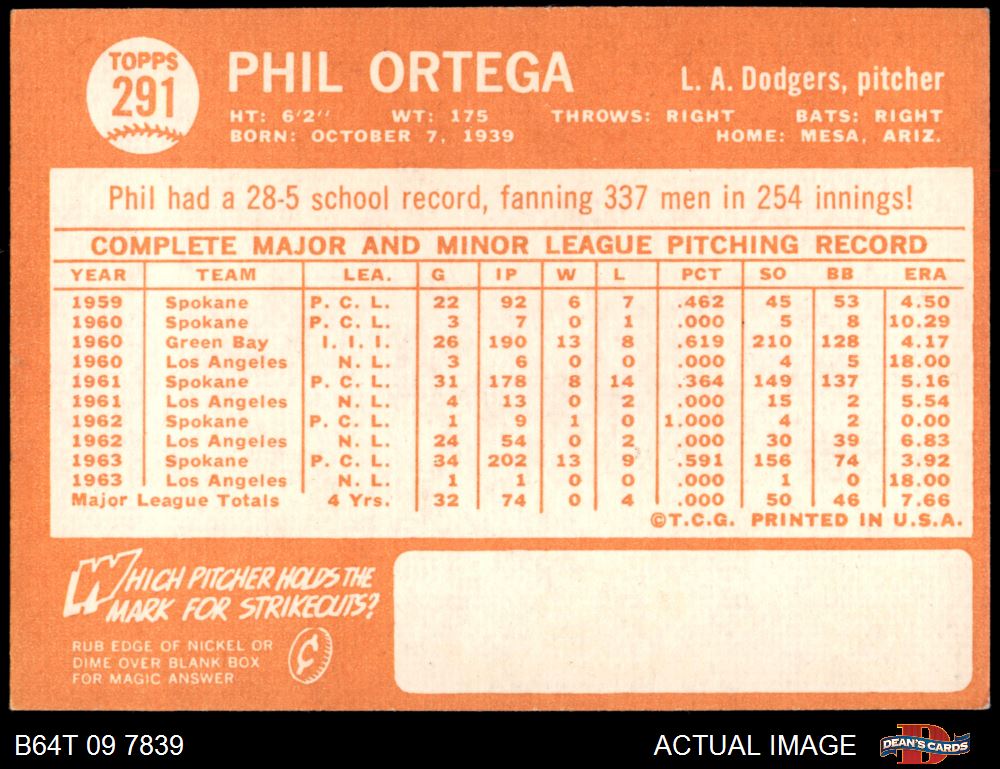 TOPPS
291
PHIL ORTEGA
L. A. Dodgers, pitcher
HT: 6'2" WT: 175 THROWS: RIGHT BATS: RIGHT
BORN: OCTOBER 7, 1939 HOME: MESA, ARIZ.
Phil had a 28-5 school record, fanning 337 men in 254 innings!
COMPLETE MAJOR AND MINOR LEAGUE PITCHING RECORD
YEAR TEAM LEA. G IP W L PCT SO BB ERA
1959 Spokane P. C. L. 22 92 6 7 .462 45 53 4.50
1960 Spokane P. C. L. 3 7 0 1 .000 5 8 10.29
1960 Green Bay I. I. I. 26 190 13 8 .619 210 128 4.17
1960 Los Angeles N. L. 3 6 0 0 .000 4 5 18.00
1961 Spokane P. C. L. 31 178 8 14 .364 149 137 5.16
1961 Los Angeles N. L. 4 13 0 2 .000 15 2 5.54
1962 Spokane P. C. L. 1 9 1 0 1.000 4 2 0.00
1962 Los Angeles N. L. 24 54 0 2 .000 30 39 6.83
1963 Spokane P. C. L. 34 202 13 9 .591 156 74 3.92
1963 Los Angeles N. L. 1 1 0 0 .000 1 0 18.00
Major League Totals 4 Yrs. 32 74 0 4 .000 50 46 7.66
©T.C.G. PRINTED IN U.S.A.
WHICH PITCHER HOLDS THE
MARK FOR STRIKEOUTS?
RUB EDGE OF NICKEL OR
DIME OVER BLANK BOX
FOR MAGIC ANSWER
¢
B64T 09 7839 ACTUAL IMAGE DEAN'S CARDS